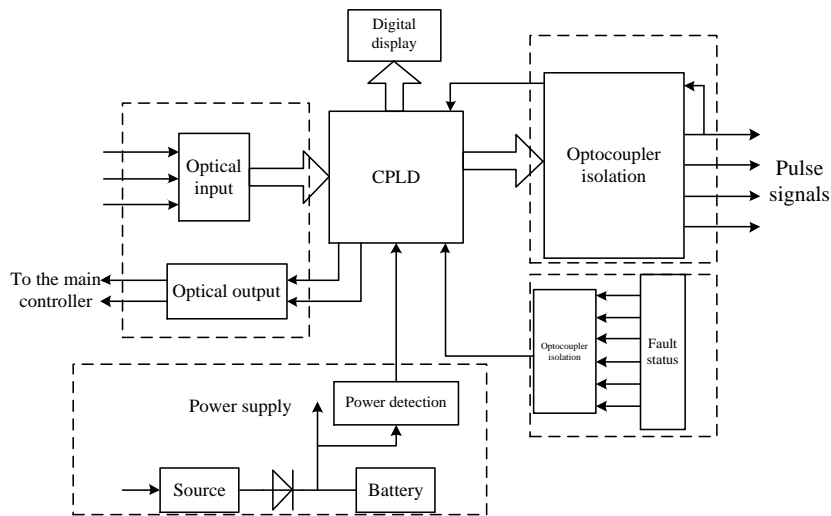 Digital
display
Optical
input
CPLD
Optocoupler
isolation
Pulse
signals
To the main
controller
Optical output
Optocoupler
isolation
Fault
status
Power supply
Power detection
Source
Battery